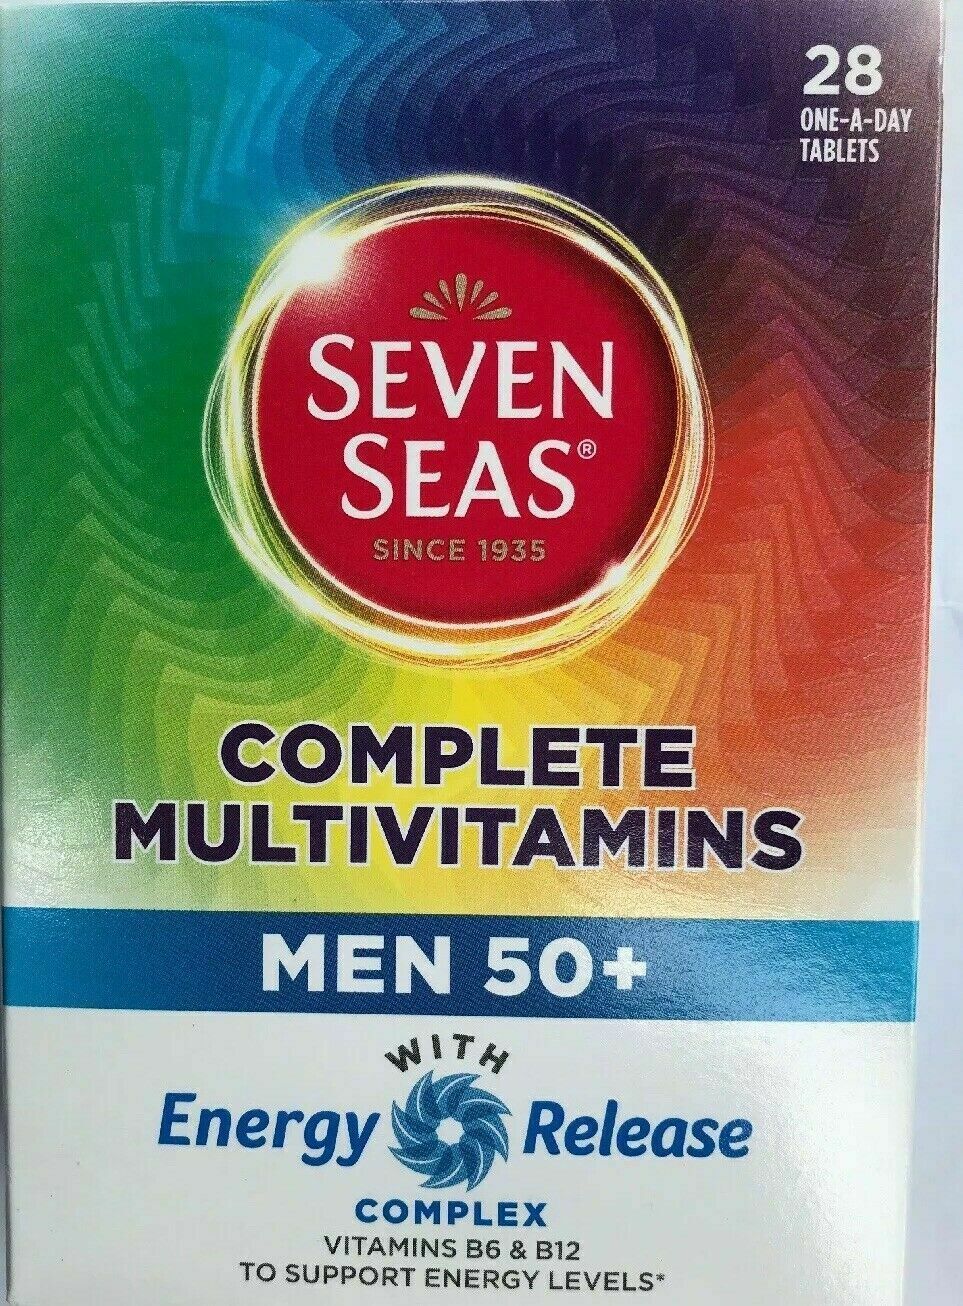 28
ONE-A-DAY
TABLETS
SEVEN
SEAS®
SINCE 1935
COMPLETE
MULTIVITAMINS
MEN 50+
WITH
Energy Release
COMPLEX
VITAMINS B6 & B12
TO SUPPORT ENERGY LEVELS*